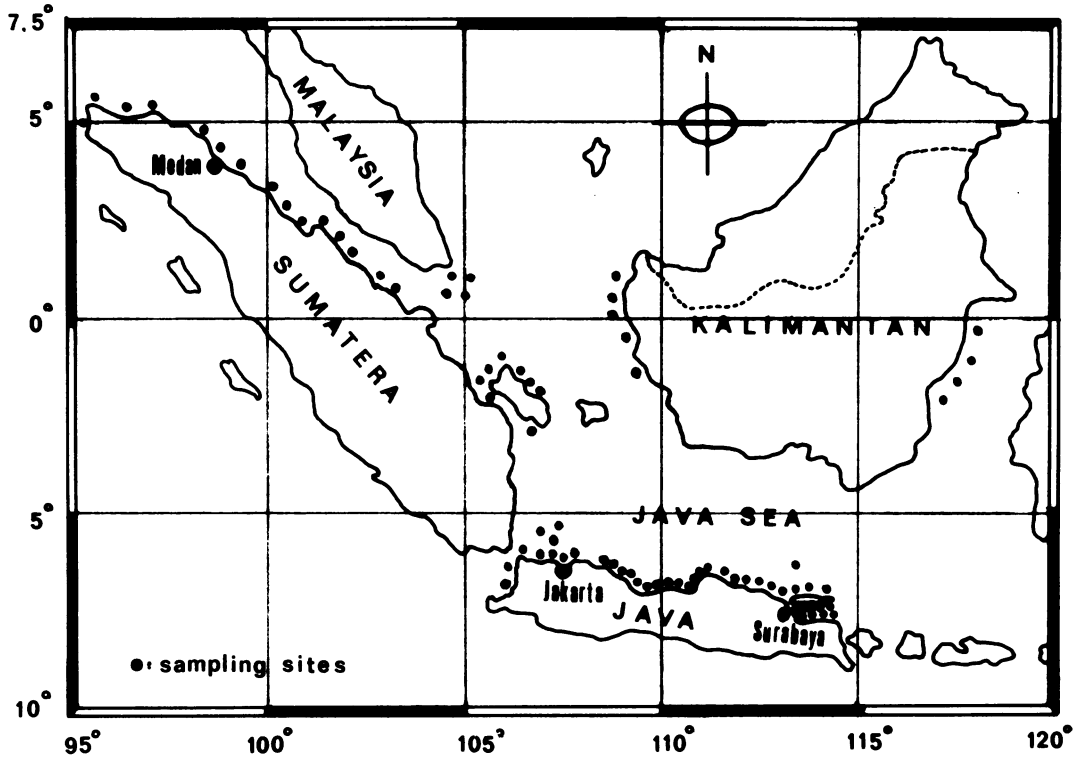 7.5°
N
5°
MALAYSIA
Medan
SUMATERA
0°
KALIMANTAN
5°
JAVA SEA
Jakarta
JAVA
Surabaya
●: sampling sites
10°
95° 100° 105° 110° 115° 120°